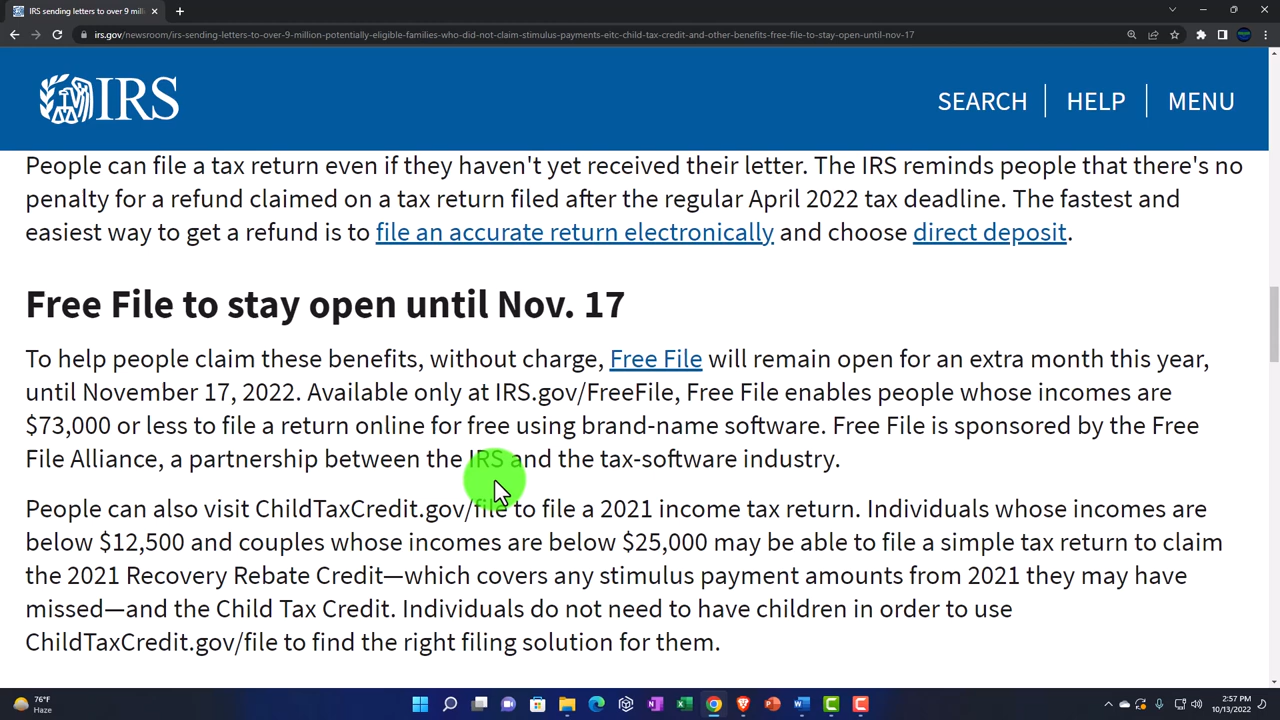 IRS sending letters to over 9 mill
irs.gov/newsroom/irs-sending-letters-to-over-9-million-potentially-eligible-families-who-did-not-claim-stimulus-payments-eitc-child-tax-credit-and-other-benefits-free-file-to-stay-open-until-nov-17
IRS
SEARCH HELP MENU
People can file a tax return even if they haven't yet received their letter. The IRS reminds people that there's no
penalty for a refund claimed on a tax return filed after the regular April 2022 tax deadline. The fastest and
easiest way to get a refund is to file an accurate return electronically and choose direct deposit.
Free File to stay open until Nov. 17
To help people claim these benefits, without charge, Free File will remain open for an extra month this year,
until November 17, 2022. Available only at IRS.gov/FreeFile, Free File enables people whose incomes are
$73,000 or less to file a return online for free using brand-name software. Free File is sponsored by the Free
File Alliance, a partnership between the IRS and the tax-software industry.
People can also visit ChildTaxCredit.gov/file to file a 2021 income tax return. Individuals whose incomes are
below $12,500 and couples whose incomes are below $25,000 may be able to file a simple tax return to claim
the 2021 Recovery Rebate Credit—which covers any stimulus payment amounts from 2021 they may have
missed—and the Child Tax Credit. Individuals do not need to have children in order to use
ChildTaxCredit.gov/file to find the right filing solution for them.
76°F
Haze
2:57 PM
10/13/2022